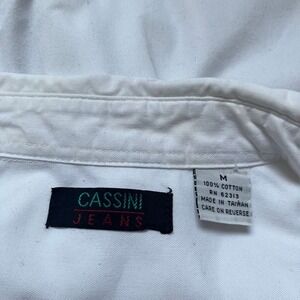 CASSINI
JEANS
M
100% COTTON
RN 62313
MADE IN TAIWAN
CARE ON REVERSE